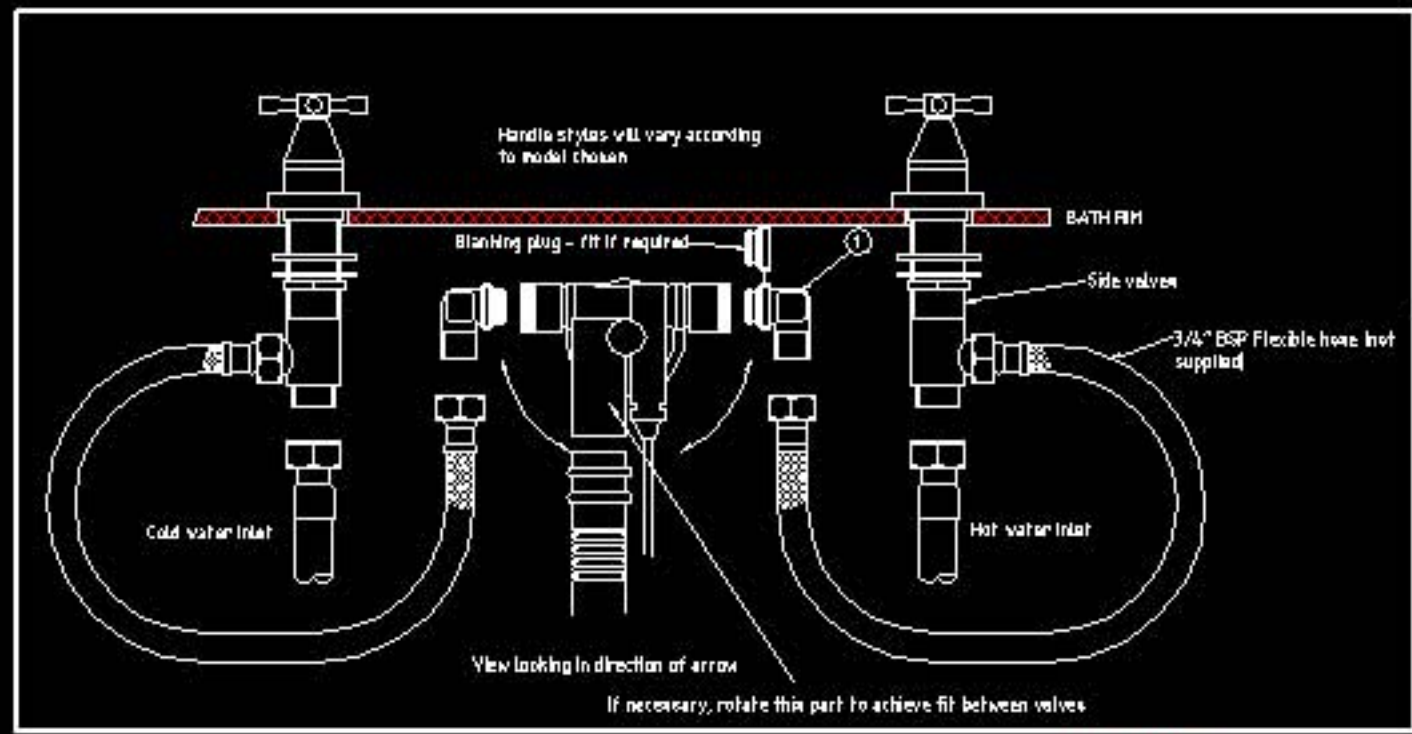 Handle styles will vary according
to model chosen
BATH RIM
Blanking plug - fit if required
1
Side valves
3/4" BSP Flexible hose (not
supplied)
Cold water inlet
Hot water inlet
View looking in direction of arrow
If necessary, rotate this part to achieve fit between valves